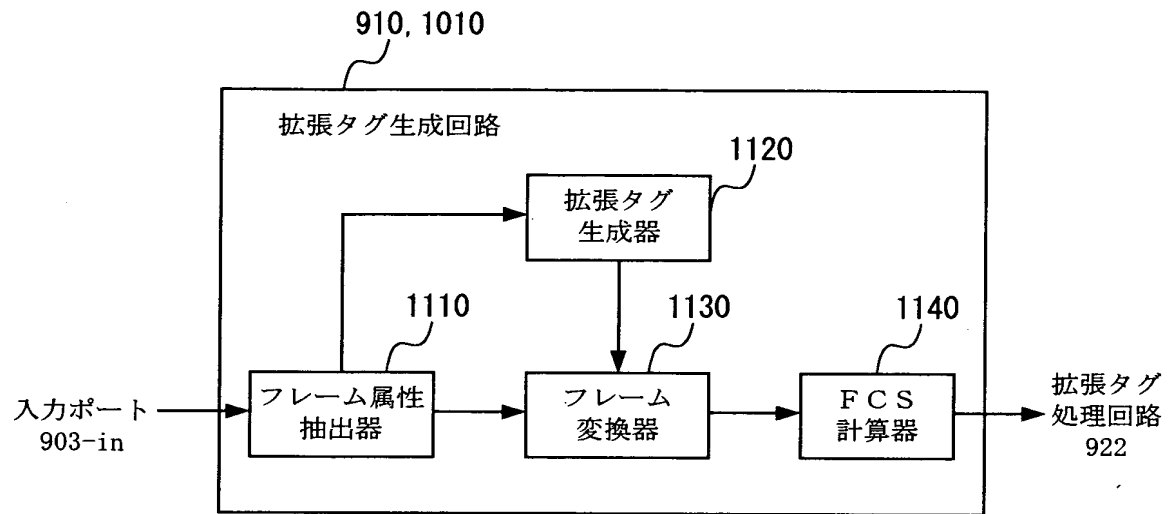 910, 1010
拡張タグ生成回路
1120
拡張タグ
生成器
1110
1130
1140
入力ポート
903-in
フレーム属性
抽出器
フレーム
変換器
ＦＣＳ
計算器
拡張タグ
処理回路
922